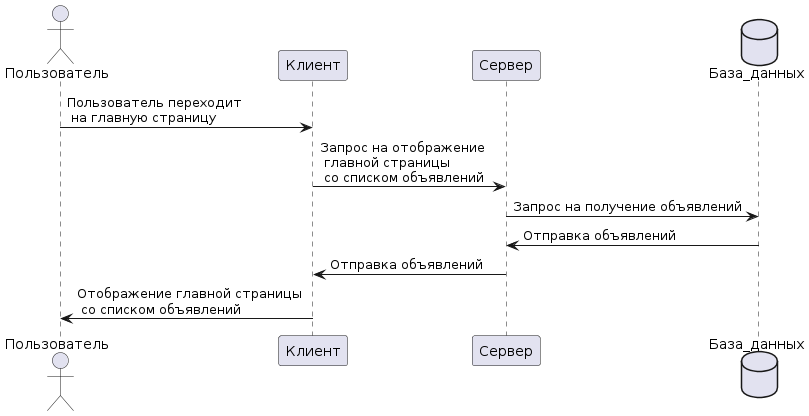 Пользователь
Клиент
Сервер
База_данных
Пользователь переходит
на главную страницу
Запрос на отображение
главной страницы
со списком объявлений
Запрос на получение объявлений
Отправка объявлений
Отправка объявлений
Отображение главной страницы
со списком объявлений
Пользователь
Клиент
Сервер
База_данных